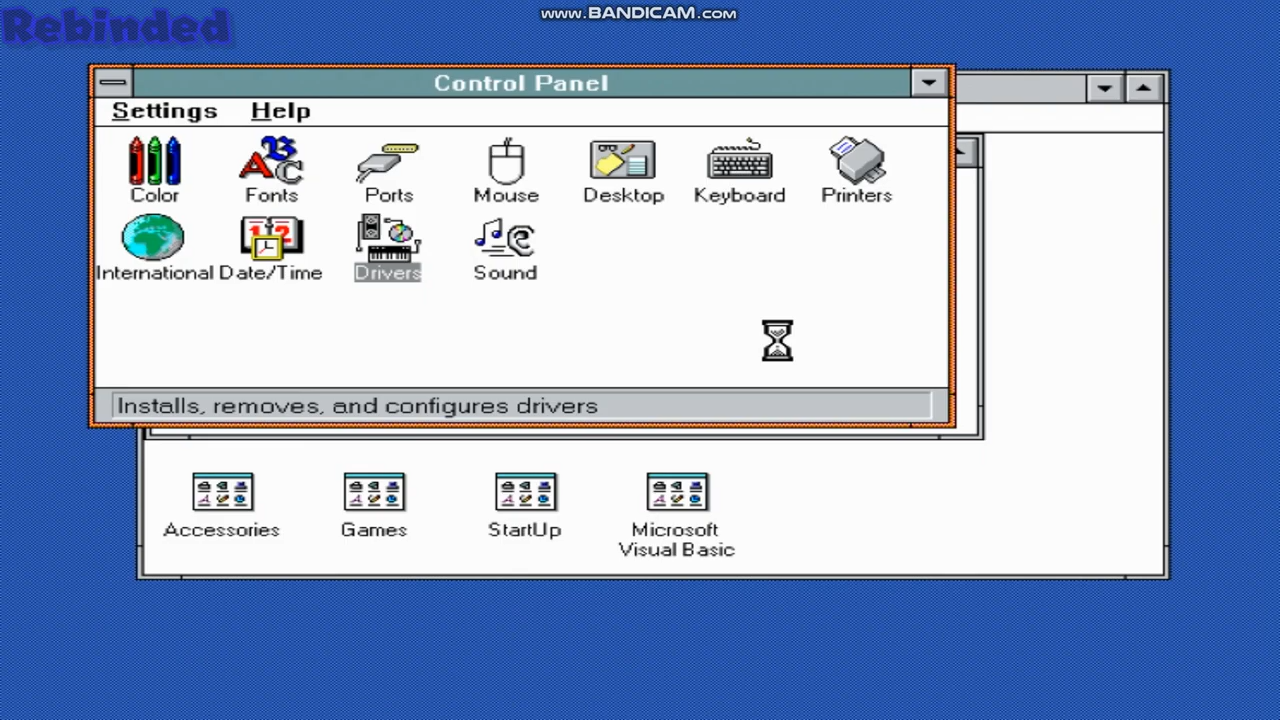 Rebinded
www.BANDICAM.com
Control Panel
Settings Help
Color Fonts Ports Mouse Desktop Keyboard Printers
International Date/Time Drivers Sound
Installs, removes, and configures drivers
Accessories Games StartUp Microsoft Visual Basic